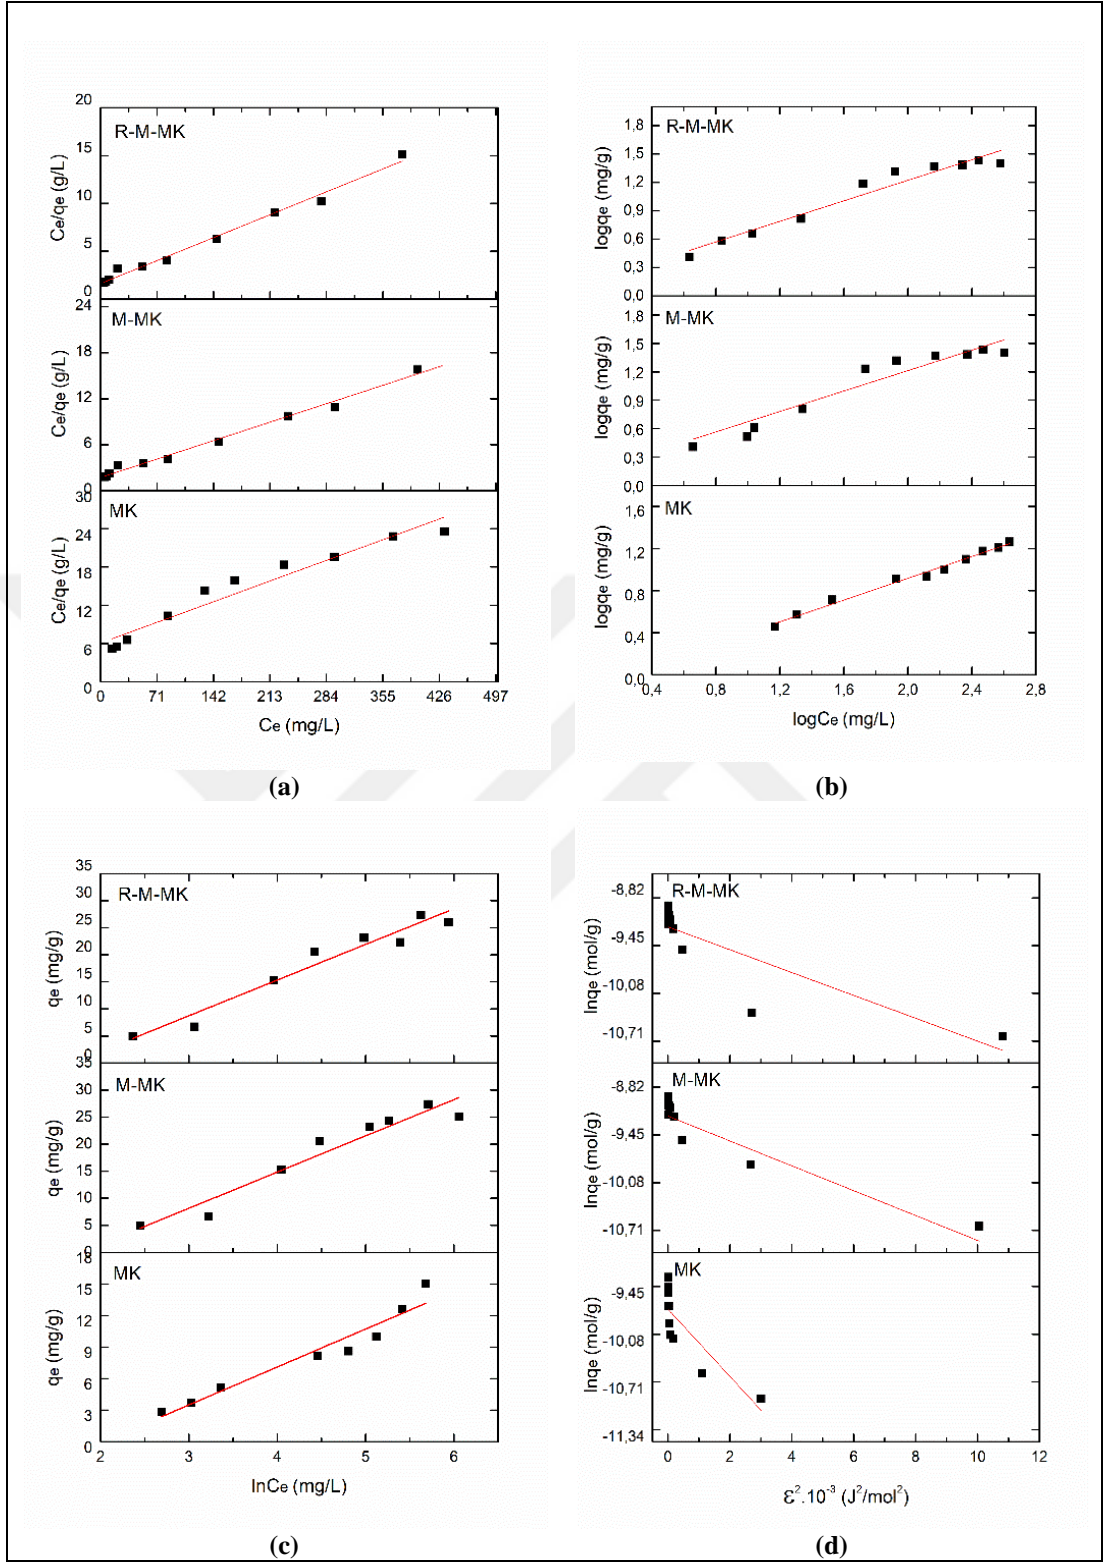 20
R-M-MK
15
10
5
0
Ce/qe (g/L)
24
M-MK
18
12
6
0
Ce/qe (g/L)
30
MK
24
18
12
6
0
Ce/qe (g/L)
0 71 142 213 284 355 426 497
Ce (mg/L)
(a)
1,8
R-M-MK
1,5
1,2
0,9
0,6
0,3
0,0
logqe (mg/g)
1,8
M-MK
1,5
1,2
0,9
0,6
0,3
0,0
logqe (mg/g)
MK
1,6
1,2
0,8
0,4
0,0
logqe (mg/g)
0,4 0,8 1,2 1,6 2,0 2,4 2,8
logCe (mg/L)
(b)
35
R-M-MK
30
25
20
15
10
5
0
qe (mg/g)
35
M-MK
30
25
20
15
10
5
0
qe (mg/g)
18
MK
15
12
9
6
3
0
qe (mg/g)
2 3 4 5 6
lnCe (mg/L)
(c)
-8,82
R-M-MK
-9,45
-10,08
-10,71
lnqe (mol/g)
-8,82
M-MK
-9,45
-10,08
-10,71
lnqe (mol/g)
MK
-9,45
-10,08
-10,71
-11,34
lnqe (mol/g)
0 2 4 6 8 10 12
Ɛ².10⁻³ (J²/mol²)
(d)